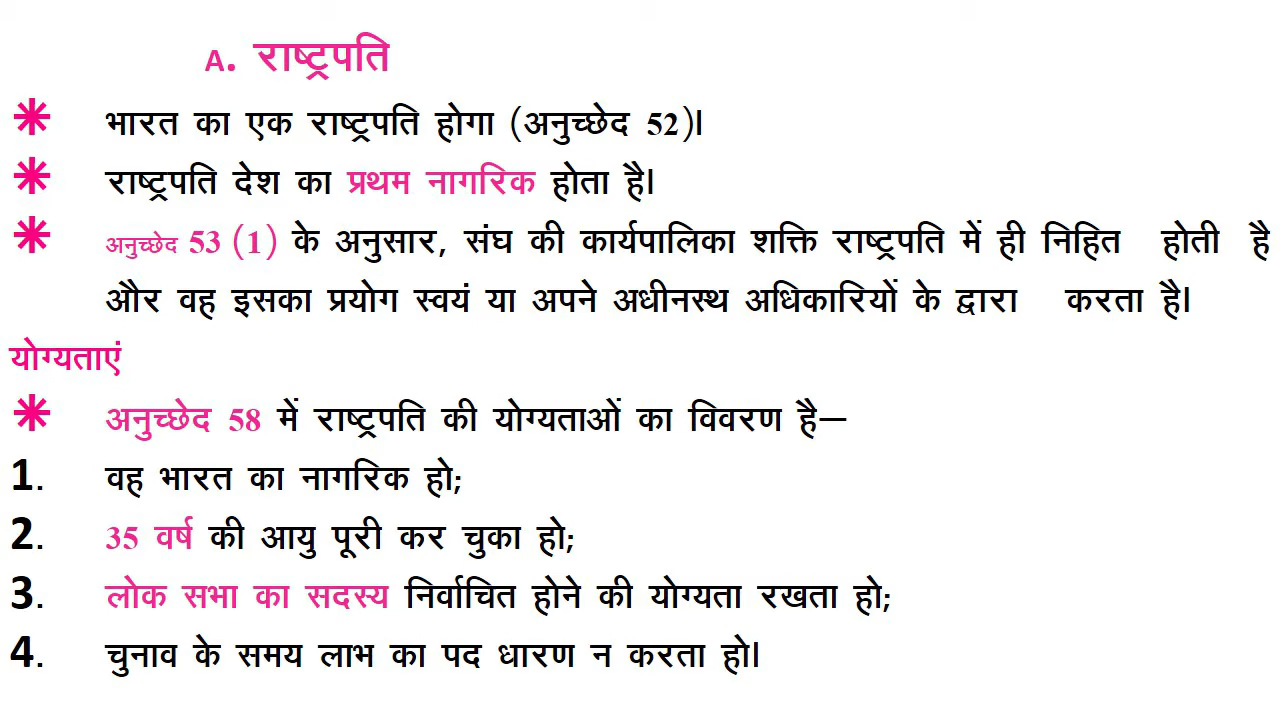 A. राष्ट्रपति
✳ भारत का एक राष्ट्रपति होगा (अनुच्छेद 52)।
✳ राष्ट्रपति देश का प्रथम नागरिक होता है।
✳ अनुच्छेद 53 (1) के अनुसार, संघ की कार्यपालिका शक्ति राष्ट्रपति में ही निहित होती है
और वह इसका प्रयोग स्वयं या अपने अधीनस्थ अधिकारियों के द्वारा करता है।
योग्यताएं
✳ अनुच्छेद 58 में राष्ट्रपति की योग्यताओं का विवरण है—
1. वह भारत का नागरिक हो;
2. 35 वर्ष की आयु पूरी कर चुका हो;
3. लोक सभा का सदस्य निर्वाचित होने की योग्यता रखता हो;
4. चुनाव के समय लाभ का पद धारण न करता हो।